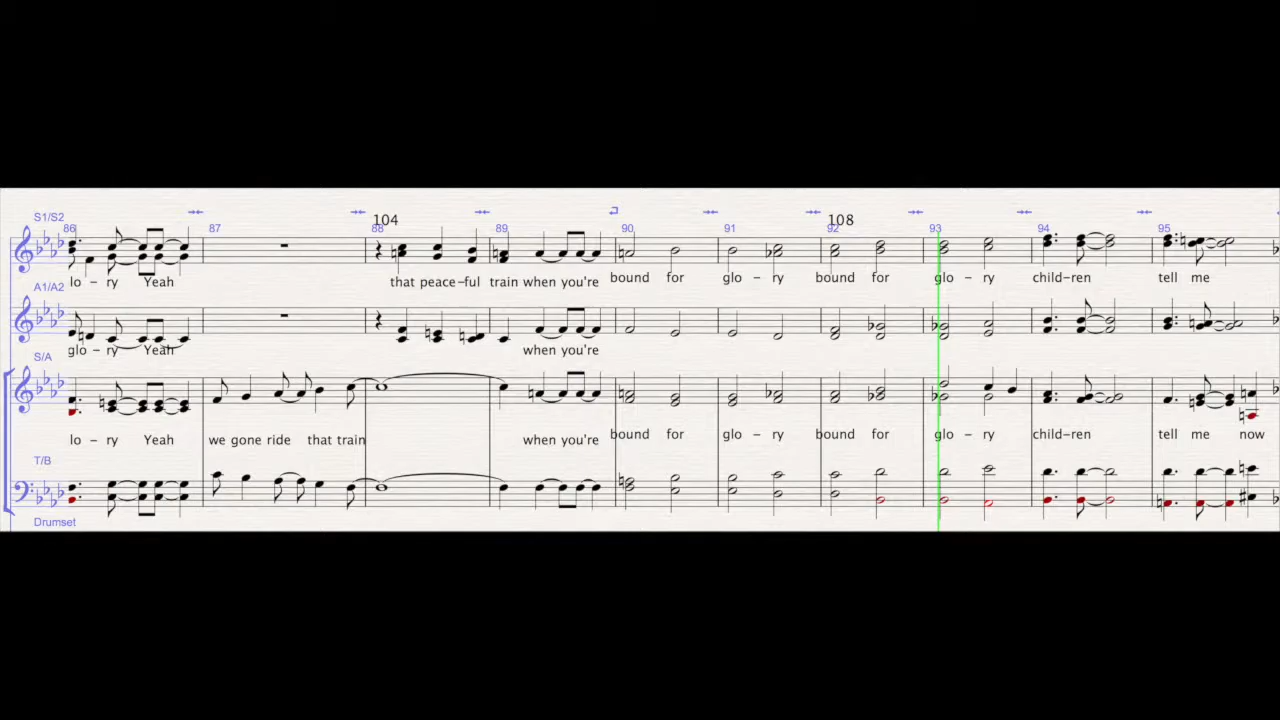 104 108
S1/S2
86 87 88 89 90 91 92 93 94 95
lo – ry Yeah that peace–ful train when you're bound for glo – ry bound for glo – ry child-ren tell me
A1/A2
glo – ry Yeah when you're
S/A
lo – ry Yeah we gone ride that train when you're bound for glo – ry bound for glo – ry child-ren tell me now
T/B
Drumset